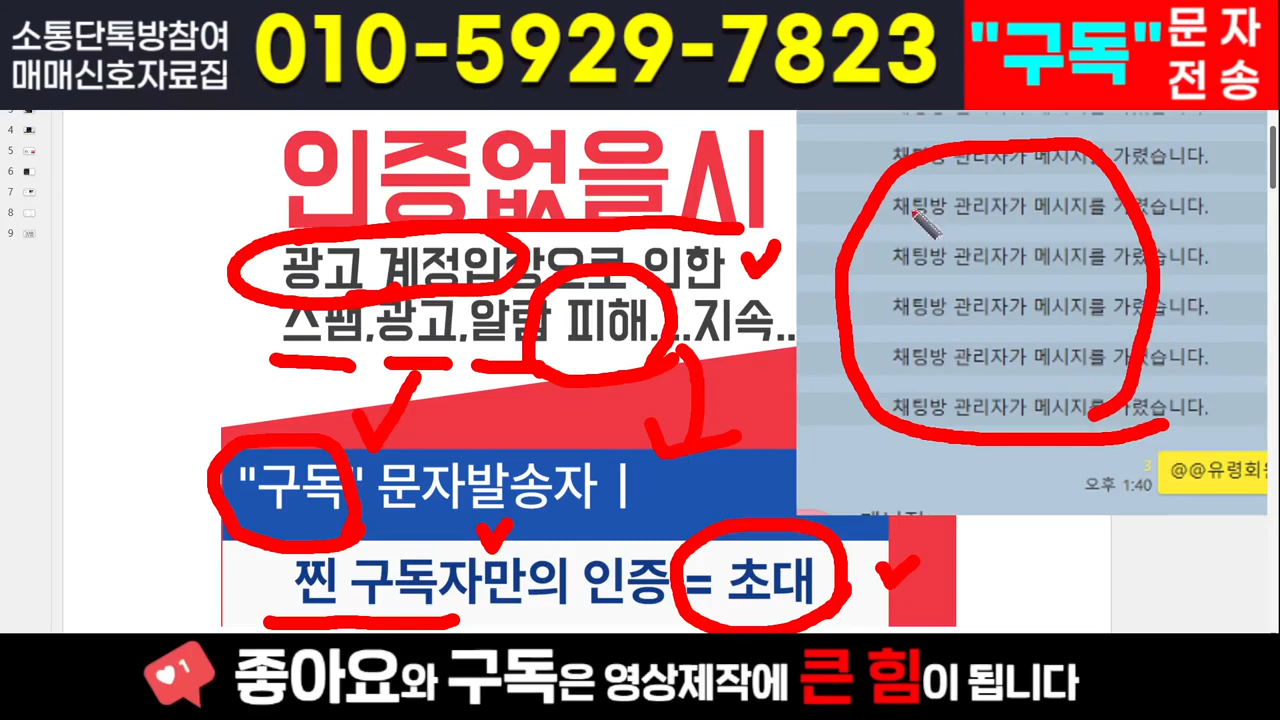 소통단톡방참여
매매신호자료집
010-5929-7823
"구독" 문자
전송
4
5
6
7
8
9
인증없을시
광고 계정입장으로 인한
스팸,광고,알람 피해....지속..
"구독" 문자발송자 |
찐 구독자만의 인증 = 초대
채팅방 관리자가 메시지를 가렸습니다.
채팅방 관리자가 메시지를 가렸습니다.
채팅방 관리자가 메시지를 가렸습니다.
채팅방 관리자가 메시지를 가렸습니다.
채팅방 관리자가 메시지를 가렸습니다.
채팅방 관리자가 메시지를 가렸습니다.
3
오후 1:40
@@유령회원
1
좋아요와 구독은 영상제작에 큰 힘이 됩니다